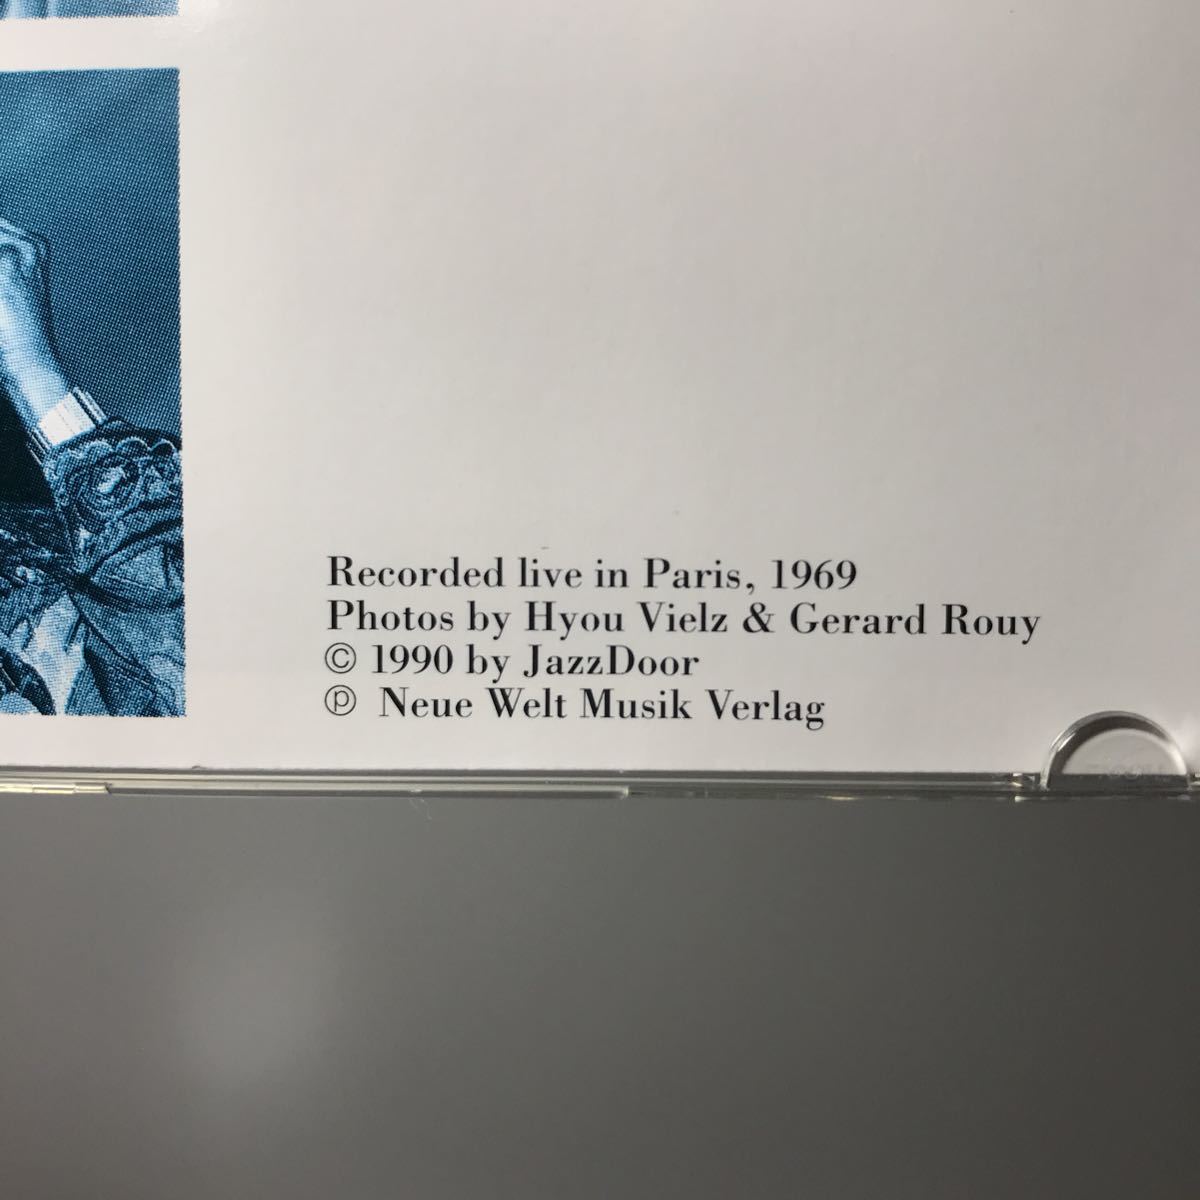 Recorded live in Paris, 1969
Photos by Hyou Vielz & Gerard Rouy
© 1990 by JazzDoor
℗ Neue Welt Musik Verlag